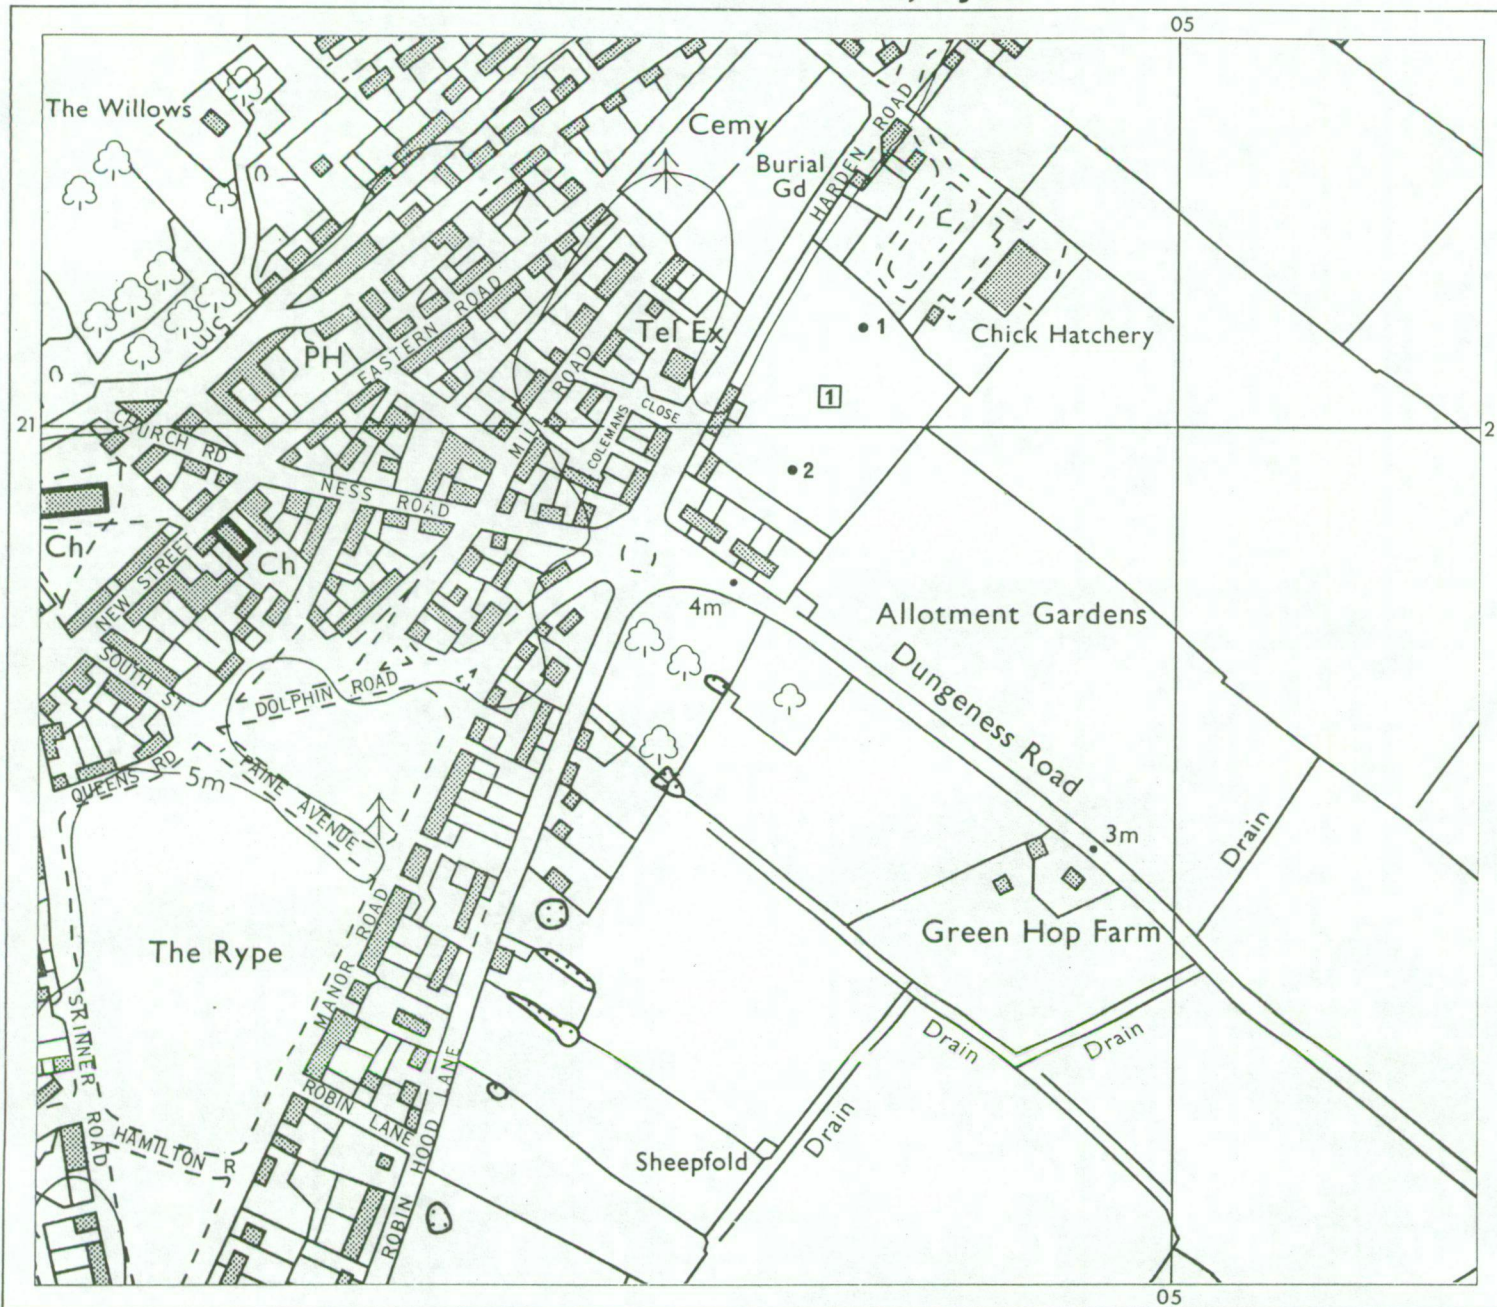 05
The Willows
Cemy
Burial
Gd
HARDEN ROAD
5m
PH
EASTERN ROAD
Tel Ex
MILL ROAD
COLEMANS CLOSE
Chick Hatchery
1
1
21
2
CHURCH RD
NESS ROAD
2
Ch
NEW STREET
Ch
4m
Allotment Gardens
SOUTH ST
DOLPHIN ROAD
Dungeness Road
QUEENS RD
5m
PAINE AVENUE
3m
Drain
The Rype
MANOR ROAD
Green Hop Farm
SKINNER ROAD
Drain
Drain
ROBIN LANE
HAMILTON R
Drain
Sheepfold
ROBIN HOOD LANE
05